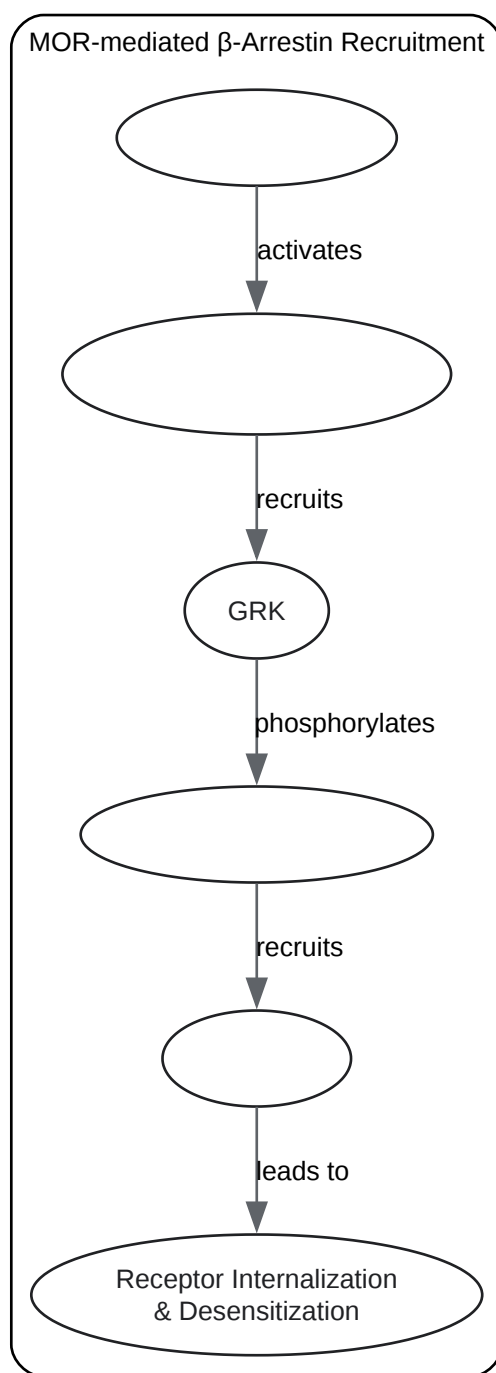 MOR-mediated β-Arrestin Recruitment
activates
recruits
GRK
phosphorylates
recruits
leads to
Receptor Internalization
& Desensitization